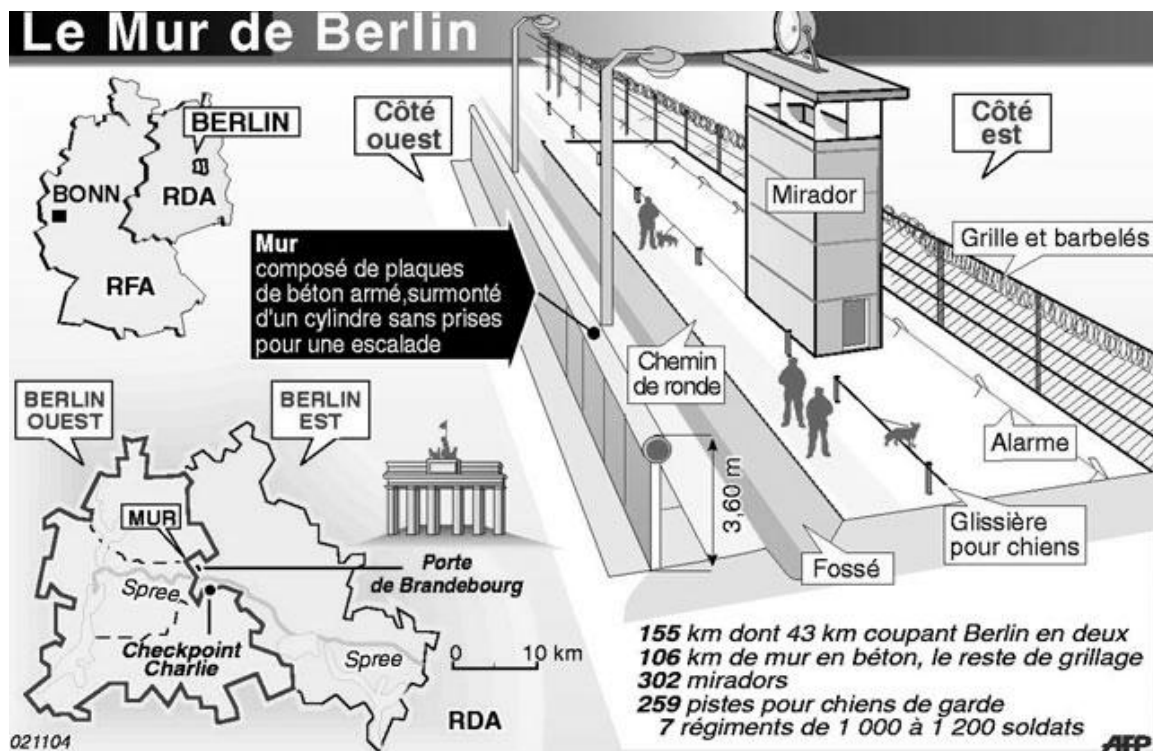 Le Mur de Berlin
BERLIN
BONN
RDA
RFA
Côté
ouest
Côté
est
Mirador
Grille et barbelés
Mur
composé de plaques
de béton armé,surmonté
d'un cylindre sans prises
pour une escalade
Chemin
de ronde
Alarme
3,60 m
Glissière
pour chiens
Fossé
BERLIN
OUEST
BERLIN
EST
MUR
Porte
de Brandebourg
Spree
Checkpoint
Charlie
Spree
0 10 km
RDA
155 km dont 43 km coupant Berlin en deux
106 km de mur en béton, le reste de grillage
302 miradors
259 pistes pour chiens de garde
7 régiments de 1 000 à 1 200 soldats
021104
AFP